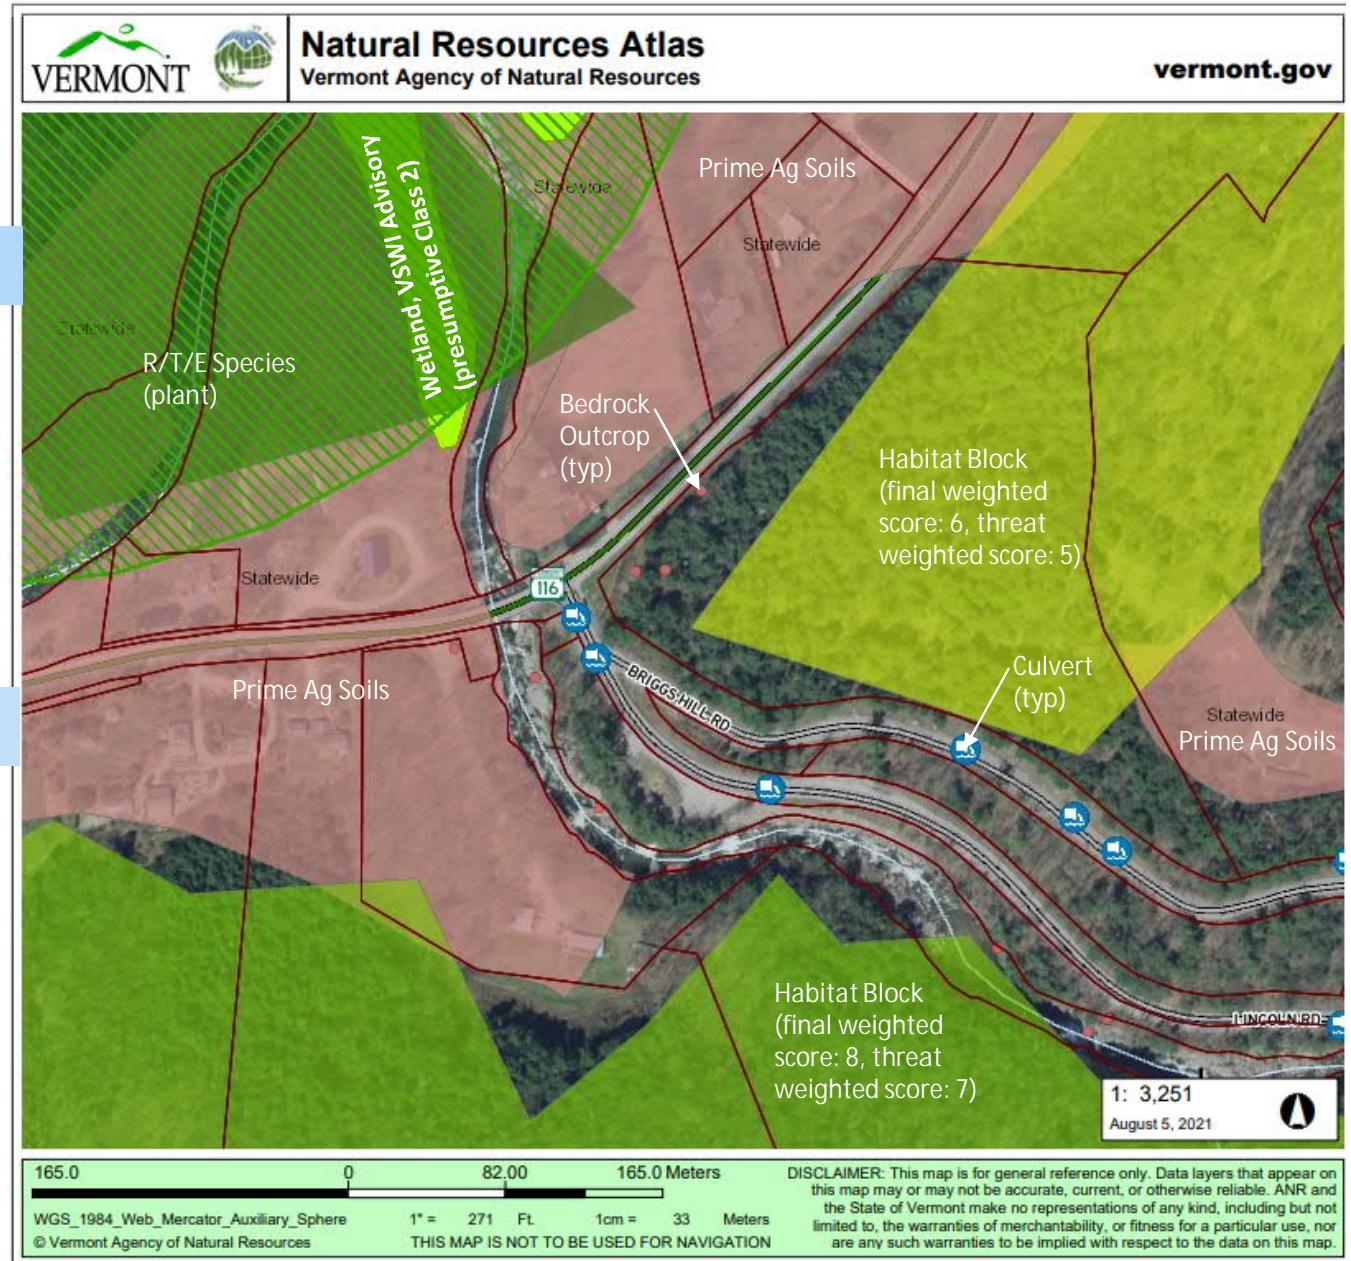 VERMONT
Natural Resources Atlas
Vermont Agency of Natural Resources
vermont.gov
Wetland, VSWI Advisory
(presumptive Class 2)
Statewide
Prime Ag Soils
Statewide
Statewide
R/T/E Species
(plant)
Bedrock
Outcrop
(typ)
Habitat Block
(final weighted
score: 6, threat
weighted score: 5)
Statewide
116
BRIGGS HILL RD
Culvert
(typ)
Prime Ag Soils
Statewide
Prime Ag Soils
Habitat Block
(final weighted
score: 8, threat
weighted score: 7)
LINCOLN RD
1: 3,251
August 5, 2021
165.0 0 82.00 165.0 Meters
WGS_1984_Web_Mercator_Auxiliary_Sphere
© Vermont Agency of Natural Resources
1" = 271 Ft. 1cm = 33 Meters
THIS MAP IS NOT TO BE USED FOR NAVIGATION
DISCLAIMER: This map is for general reference only. Data layers that appear on
this map may or may not be accurate, current, or otherwise reliable. ANR and
the State of Vermont make no representations of any kind, including but not
limited to, the warranties of merchantability, or fitness for a particular use, nor
are any such warranties to be implied with respect to the data on this map.